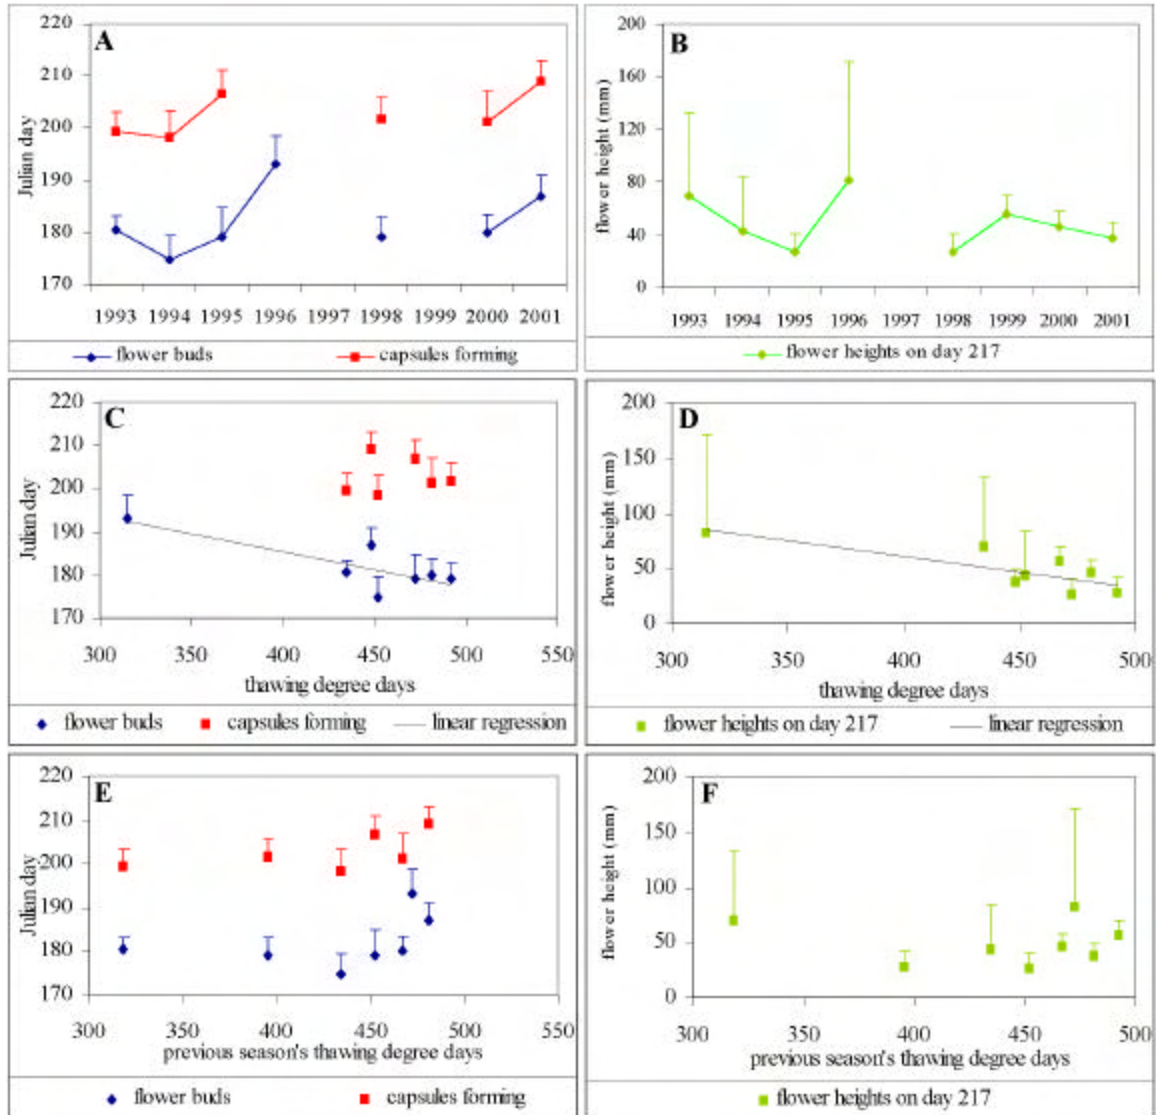 A
Julian day
220
210
200
190
180
170
1993 1994 1995 1996 1997 1998 1999 2000 2001
flower buds capsules forming
B
flower height (mm)
200
160
120
80
40
0
1993 1994 1995 1996 1997 1998 1999 2000 2001
flower heights on day 217
C
Julian day
220
210
200
190
180
170
300 350 400 450 500 550
thawing degree days
flower buds capsules forming linear regression
D
flower height (mm)
200
150
100
50
0
300 350 400 450 500
thawing degree days
flower heights on day 217 linear regression
E
Julian day
220
210
200
190
180
170
300 350 400 450 500 550
previous season's thawing degree days
flower buds capsules forming
F
flower height (mm)
200
150
100
50
0
300 350 400 450 500
previous season's thawing degree days
flower heights on day 217